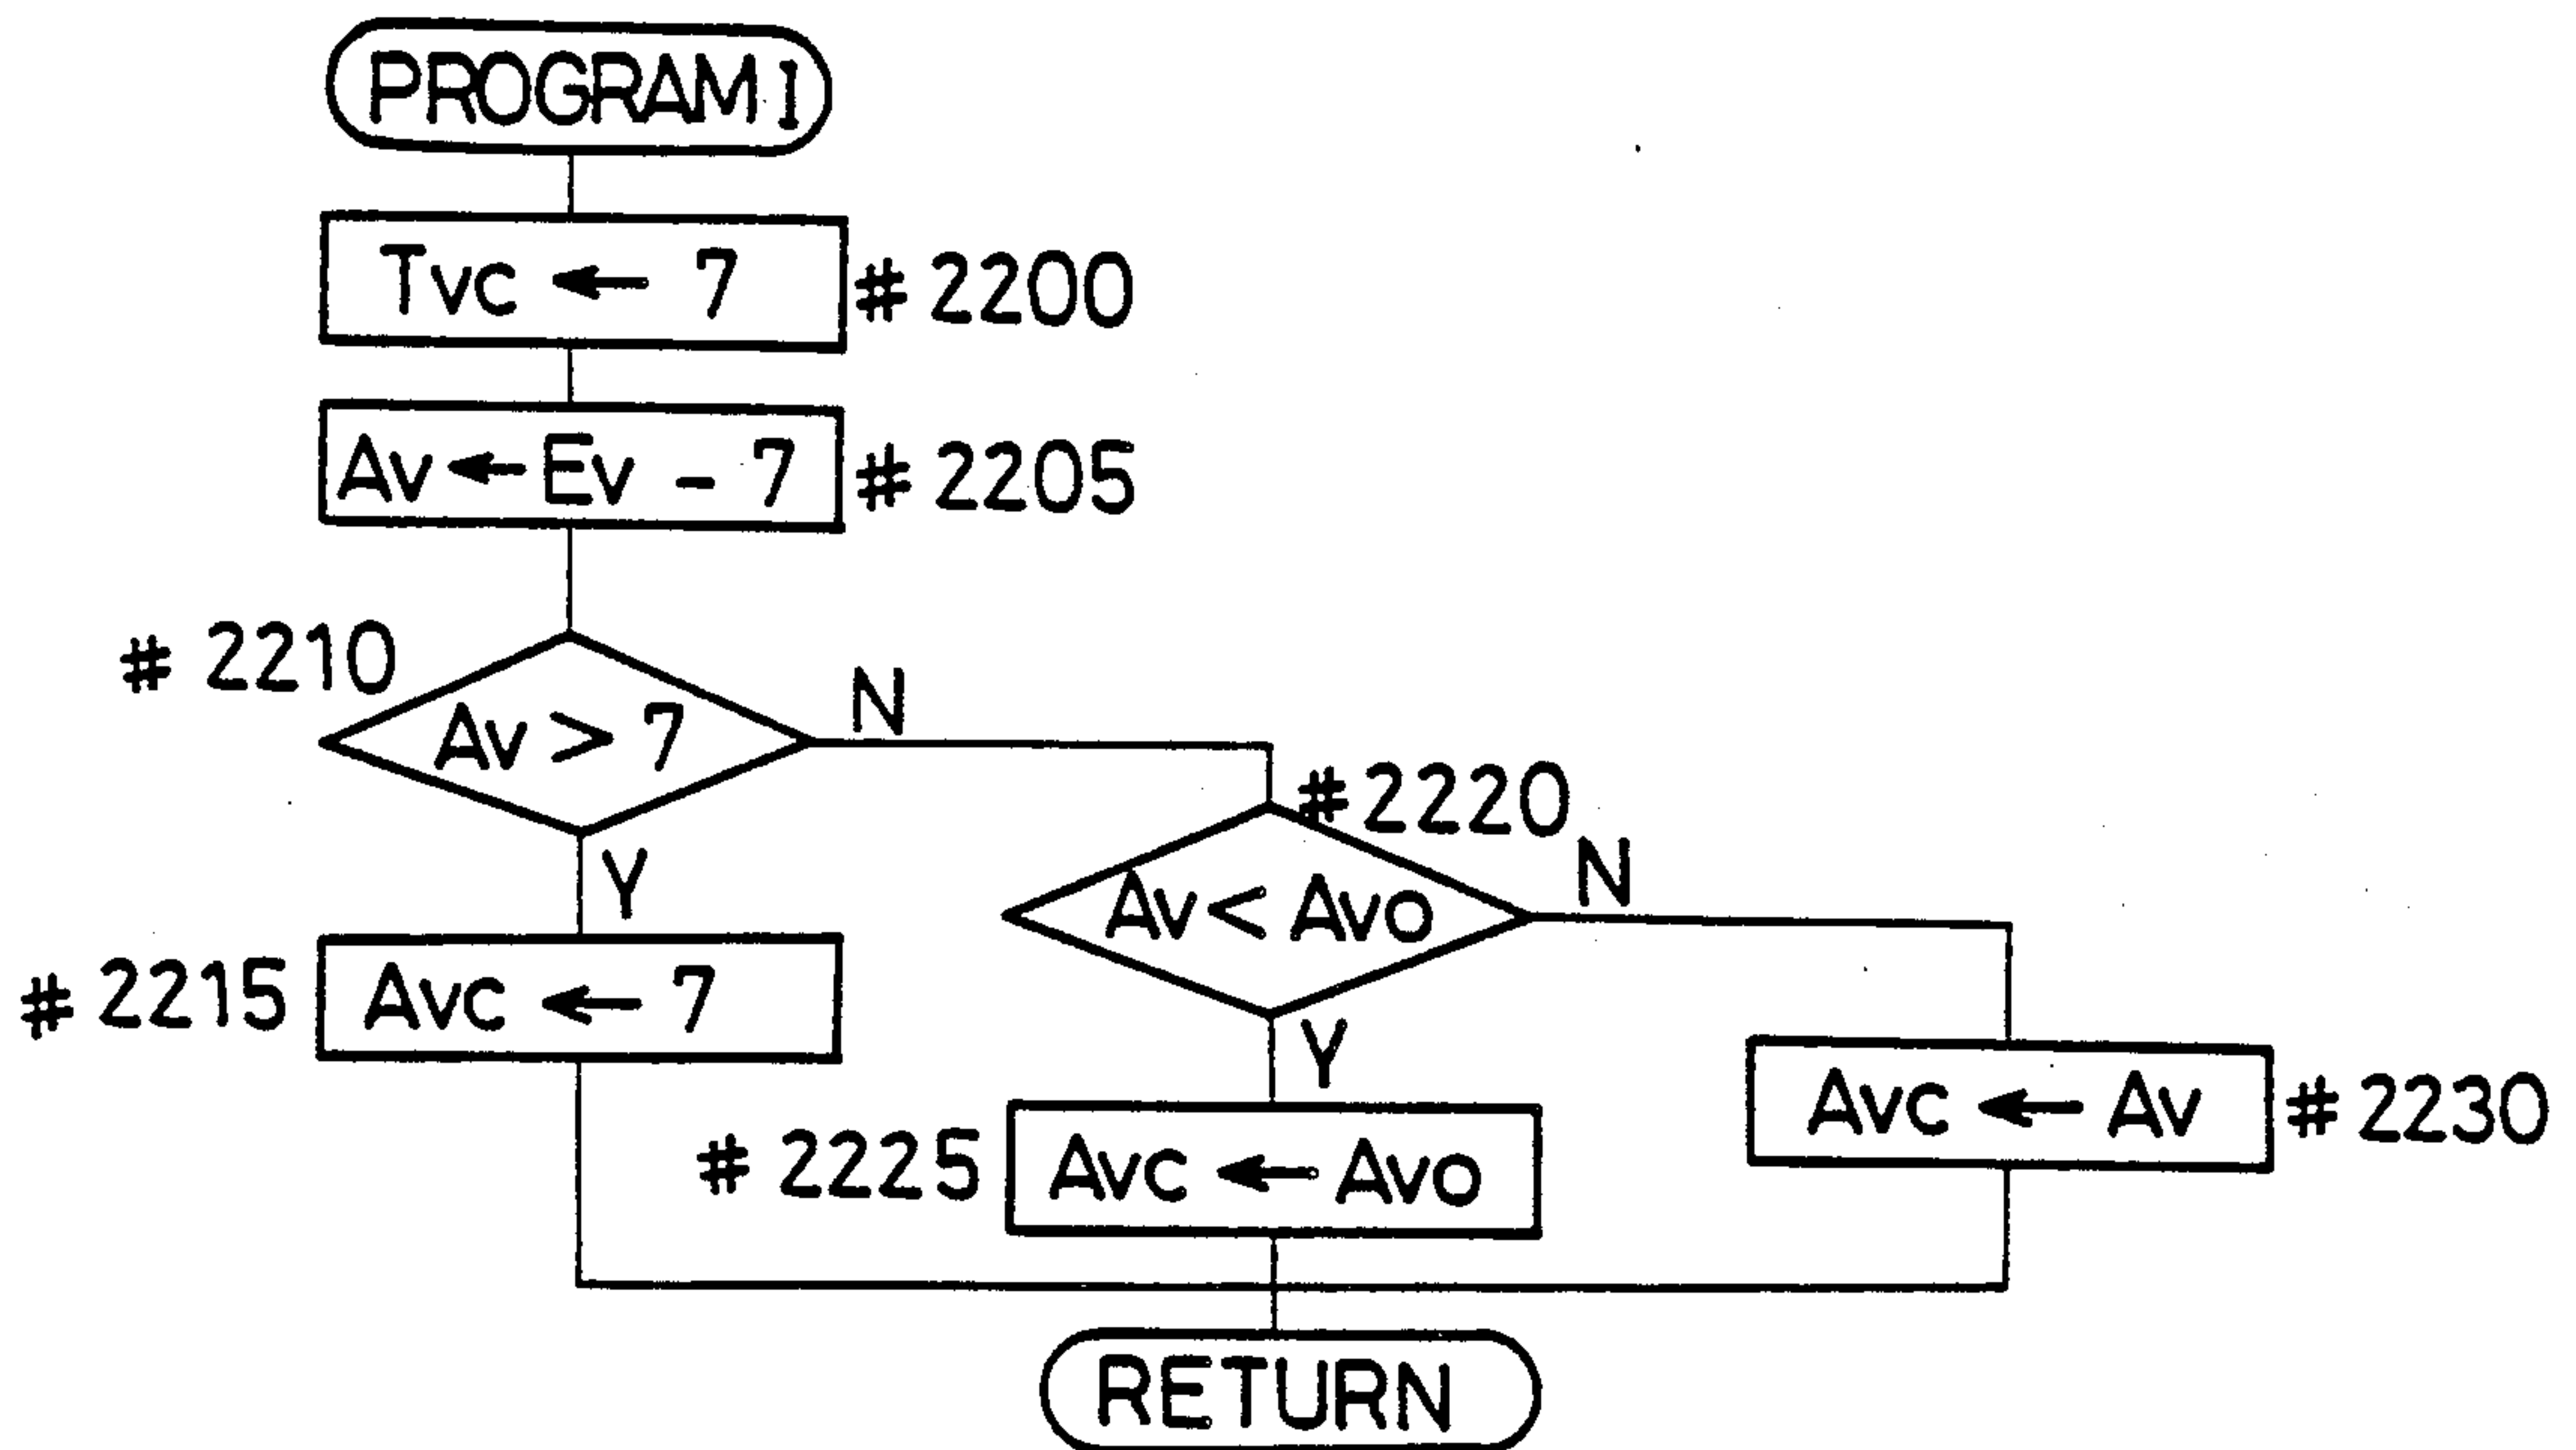 PROGRAM I
Tvc ← 7 # 2200
Av ← Ev - 7 # 2205
# 2210
Av > 7
N
Y
# 2220
Av < Avo
N
Y
# 2215 Avc ← 7
# 2225 Avc ← Avo
Avc ← Av # 2230
RETURN